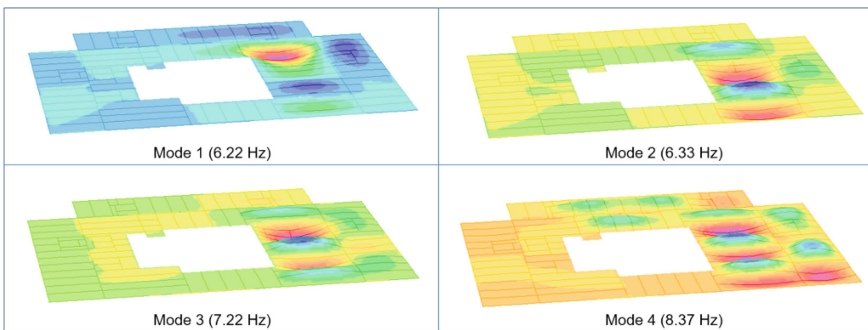 Mode 1 (6.22 Hz)
Mode 2 (6.33 Hz)
Mode 3 (7.22 Hz)
Mode 4 (8.37 Hz)